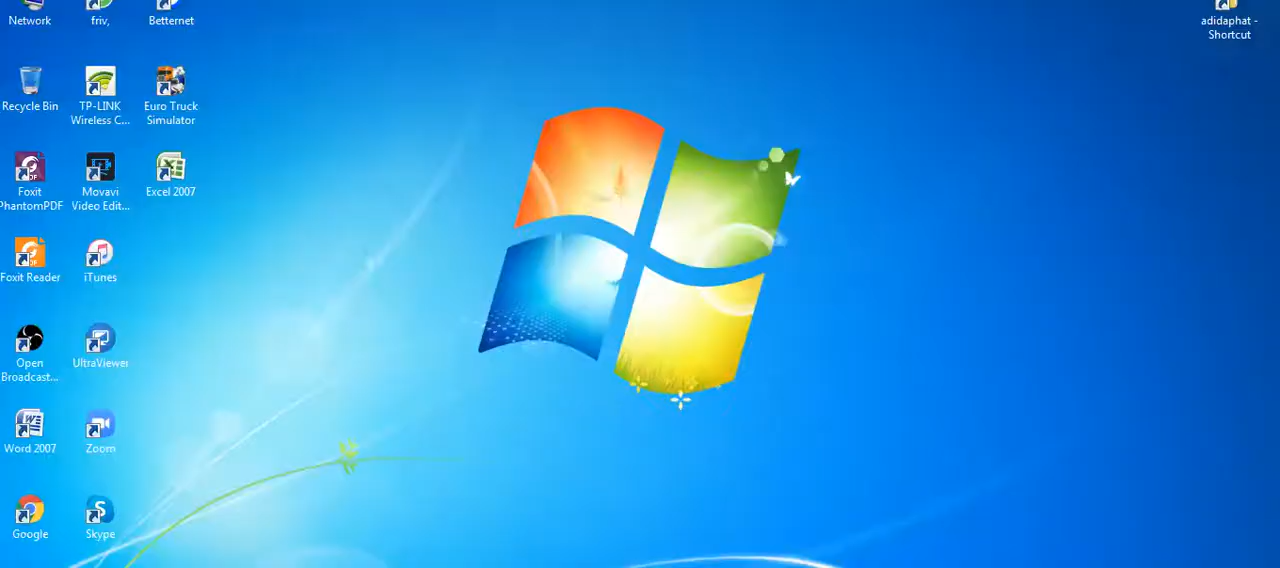 Network
friv,
Betternet
adidaphat -
Shortcut
Recycle Bin
TP-LINK
Wireless C...
Euro Truck
Simulator
Foxit
PhantomPDF
Movavi
Video Edit...
Excel 2007
Foxit Reader
iTunes
Open
Broadcast...
UltraViewer
Word 2007
Zoom
Google
Skype